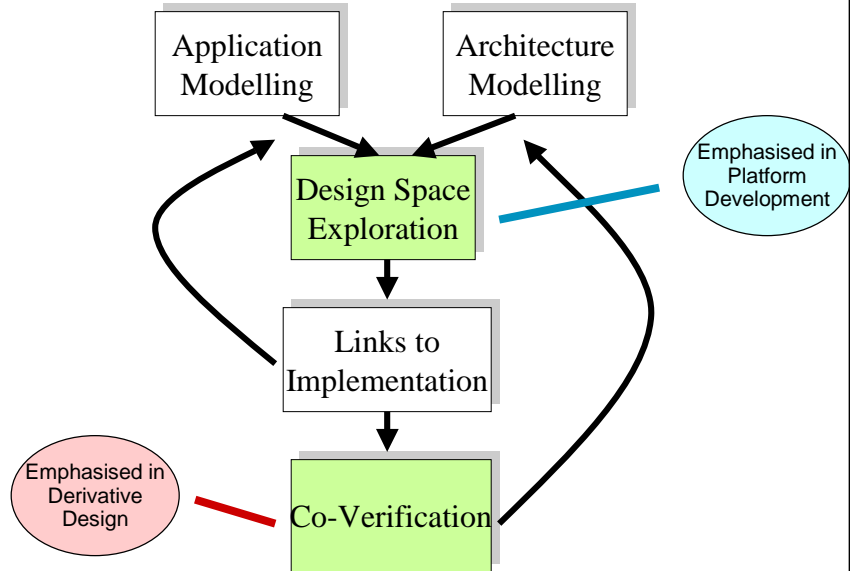 Application
Modelling
Architecture
Modelling
Emphasised in
Platform
Development
Design Space
Exploration
Links to
Implementation
Emphasised in
Derivative
Design
Co-Verification